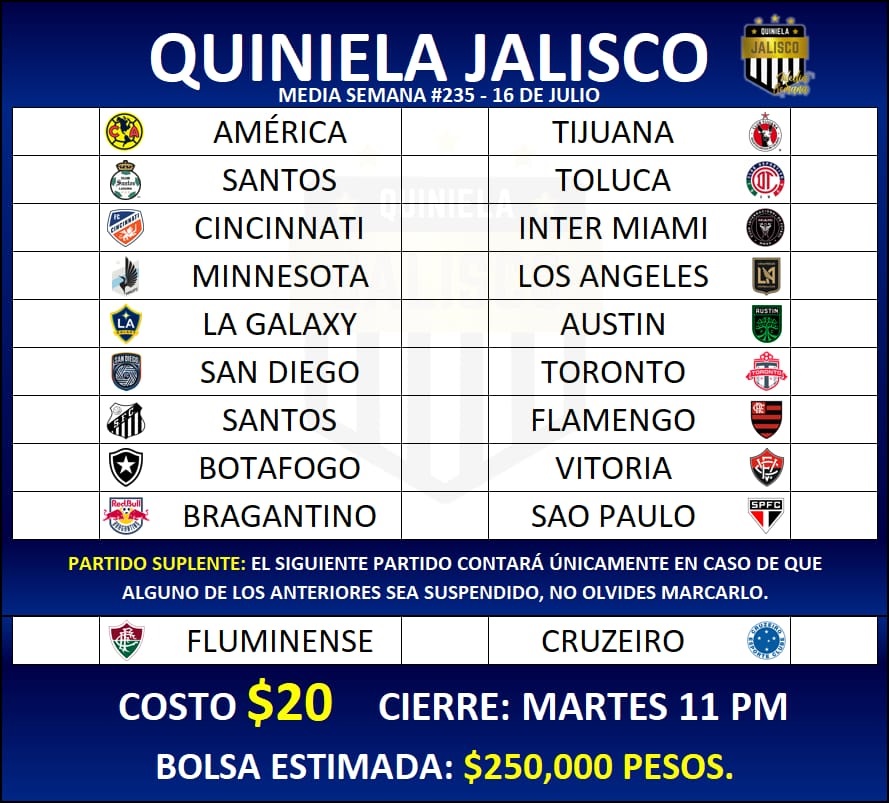 QUINIELA JALISCO
MEDIA SEMANA #235 - 16 DE JULIO
QUINIELA
JALISCO
Media
Semana
AMÉRICA TIJUANA
SANTOS TOLUCA
CINCINNATI INTER MIAMI
MINNESOTA LOS ANGELES
LA GALAXY AUSTIN
SAN DIEGO TORONTO
SANTOS FLAMENGO
BOTAFOGO VITORIA
BRAGANTINO SAO PAULO
QUINIELA
JALISCO
PARTIDO SUPLENTE: EL SIGUIENTE PARTIDO CONTARÁ ÚNICAMENTE EN CASO DE QUE
ALGUNO DE LOS ANTERIORES SEA SUSPENDIDO, NO OLVIDES MARCARLO.
FLUMINENSE CRUZEIRO
COSTO $20 CIERRE: MARTES 11 PM
BOLSA ESTIMADA: $250,000 PESOS.